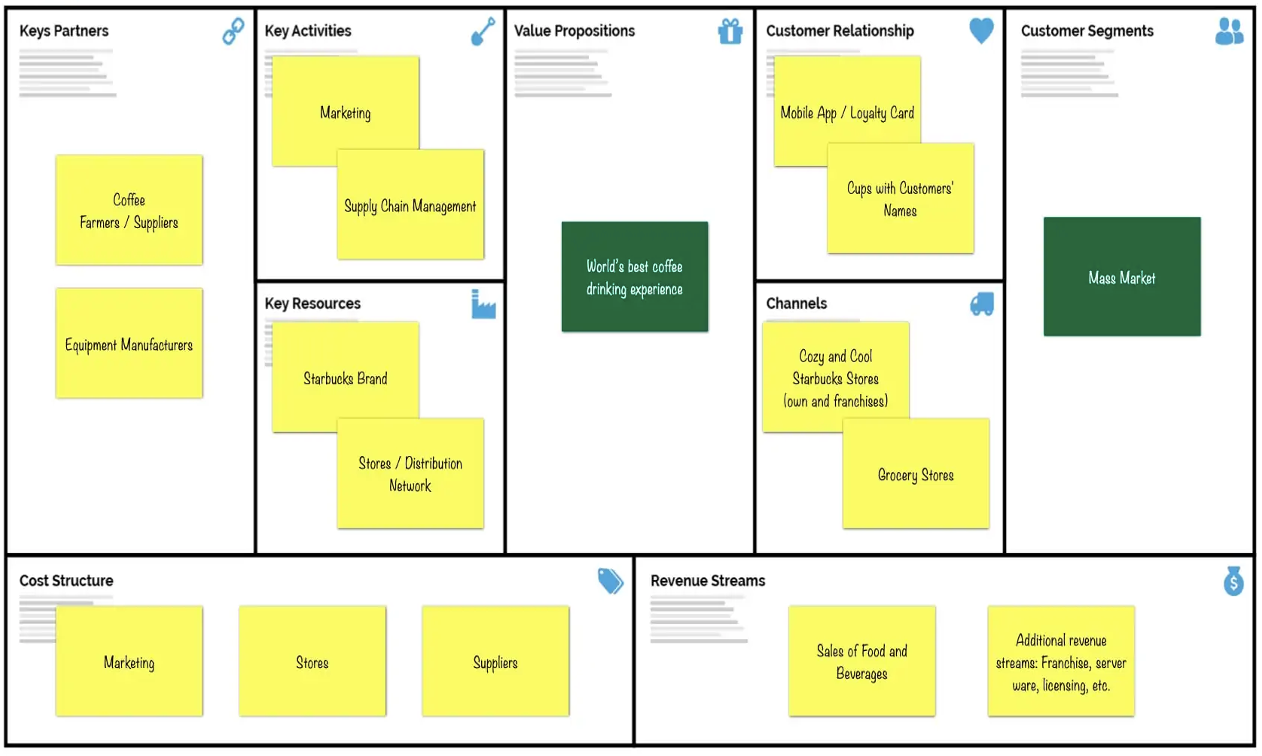 Keys Partners
Coffee
Farmers / Suppliers
Equipment Manufacturers
Key Activities
Marketing
Supply Chain Management
Key Resources
Starbucks Brand
Stores / Distribution
Network
Value Propositions
World's best coffee
drinking experience
Customer Relationship
Mobile App / Loyalty Card
Cups with Customers'
Names
Channels
Cozy and Cool
Starbucks Stores
(own and franchises)
Grocery Stores
Customer Segments
Mass Market
Cost Structure
Marketing
Stores
Suppliers
Revenue Streams
Sales of Food and
Beverages
Additional revenue
streams: Franchise, server
ware, licensing, etc.
$